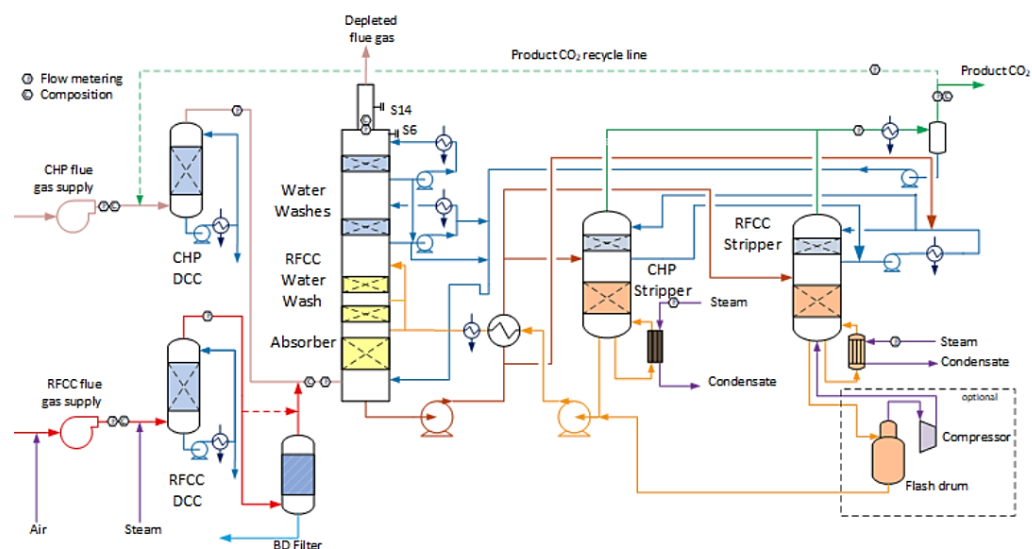 Depleted
flue gas
Product CO₂ recycle line
Flow metering
Composition
Product CO₂
S14
S6
CHP flue
gas supply
Water
Washes
CHP
DCC
RFCC
Water
Wash
RFCC
Stripper
CHP
Stripper
Steam
Absorber
Steam
RFCC flue
gas supply
Condensate
Condensate
optional
Compressor
RFCC
DCC
Flash drum
Air
Steam
BD Filter